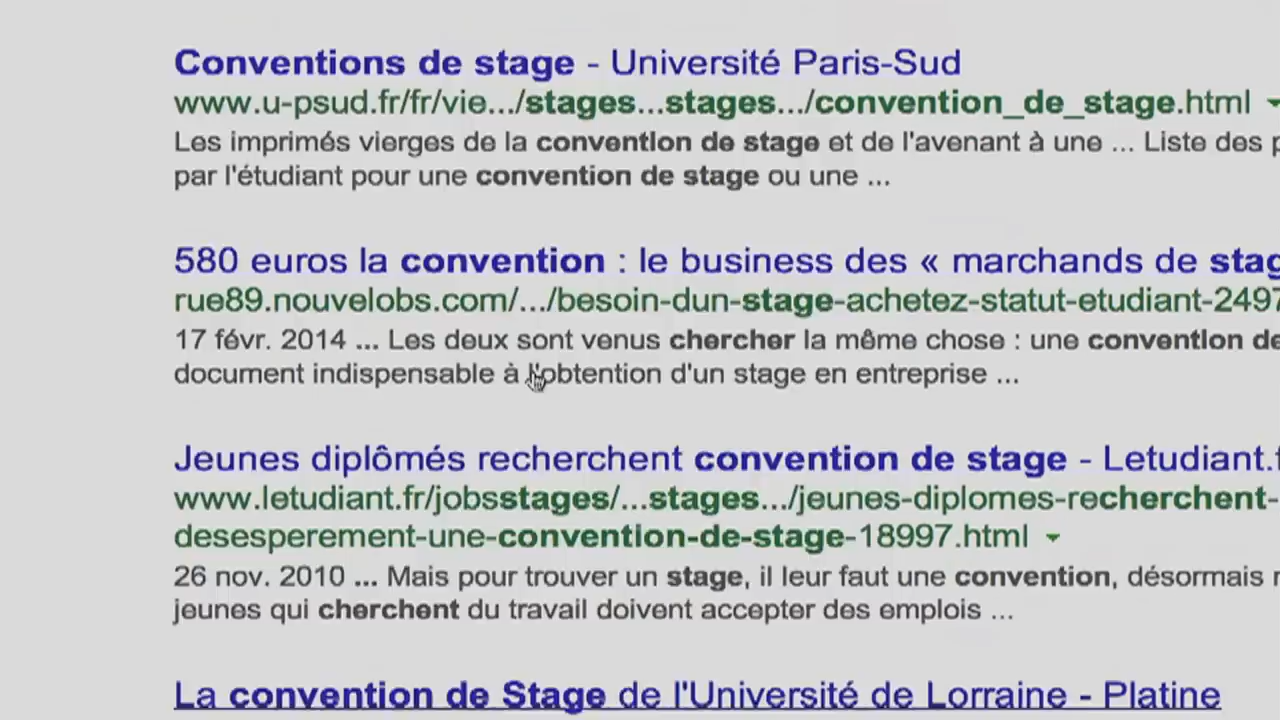 Conventions de stage - Université Paris-Sud
www.u-psud.fr/fr/vie.../stages...stages.../convention_de_stage.html
Les imprimés vierges de la convention de stage et de l'avenant à une ... Liste des
par l'étudiant pour une convention de stage ou une ...
580 euros la convention : le business des « marchands de stag
rue89.nouvelobs.com/.../besoin-dun-stage-achetez-statut-etudiant-2497
17 févr. 2014 ... Les deux sont venus chercher la même chose : une convention de
document indispensable à l'obtention d'un stage en entreprise ...
Jeunes diplômés recherchent convention de stage - Letudiant.f
www.letudiant.fr/jobsstages/...stages.../jeunes-diplomes-recherchent-
desesperement-une-convention-de-stage-18997.html
26 nov. 2010 ... Mais pour trouver un stage, il leur faut une convention, désormais
jeunes qui cherchent du travail doivent accepter des emplois ...
La convention de Stage de l'Université de Lorraine - Platine